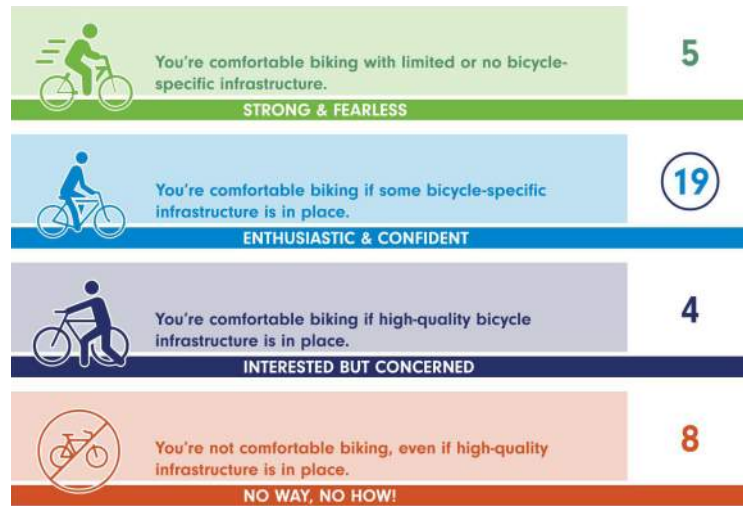 You're comfortable biking with limited or no bicycle-
specific infrastructure.
5
STRONG & FEARLESS
You're comfortable biking if some bicycle-specific
infrastructure is in place.
19
ENTHUSIASTIC & CONFIDENT
You're comfortable biking if high-quality bicycle
infrastructure is in place.
4
INTERESTED BUT CONCERNED
You're not comfortable biking, even if high-quality
infrastructure is in place.
8
NO WAY, NO HOW!